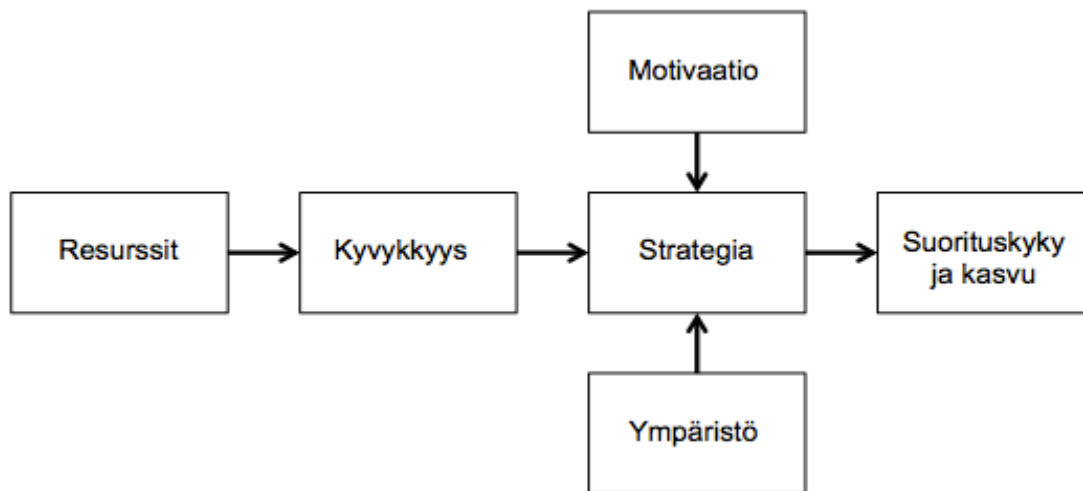 Motivaatio
Resurssit
Kyvykkyys
Strategia
Suorituskyky
ja kasvu
Ympäristö